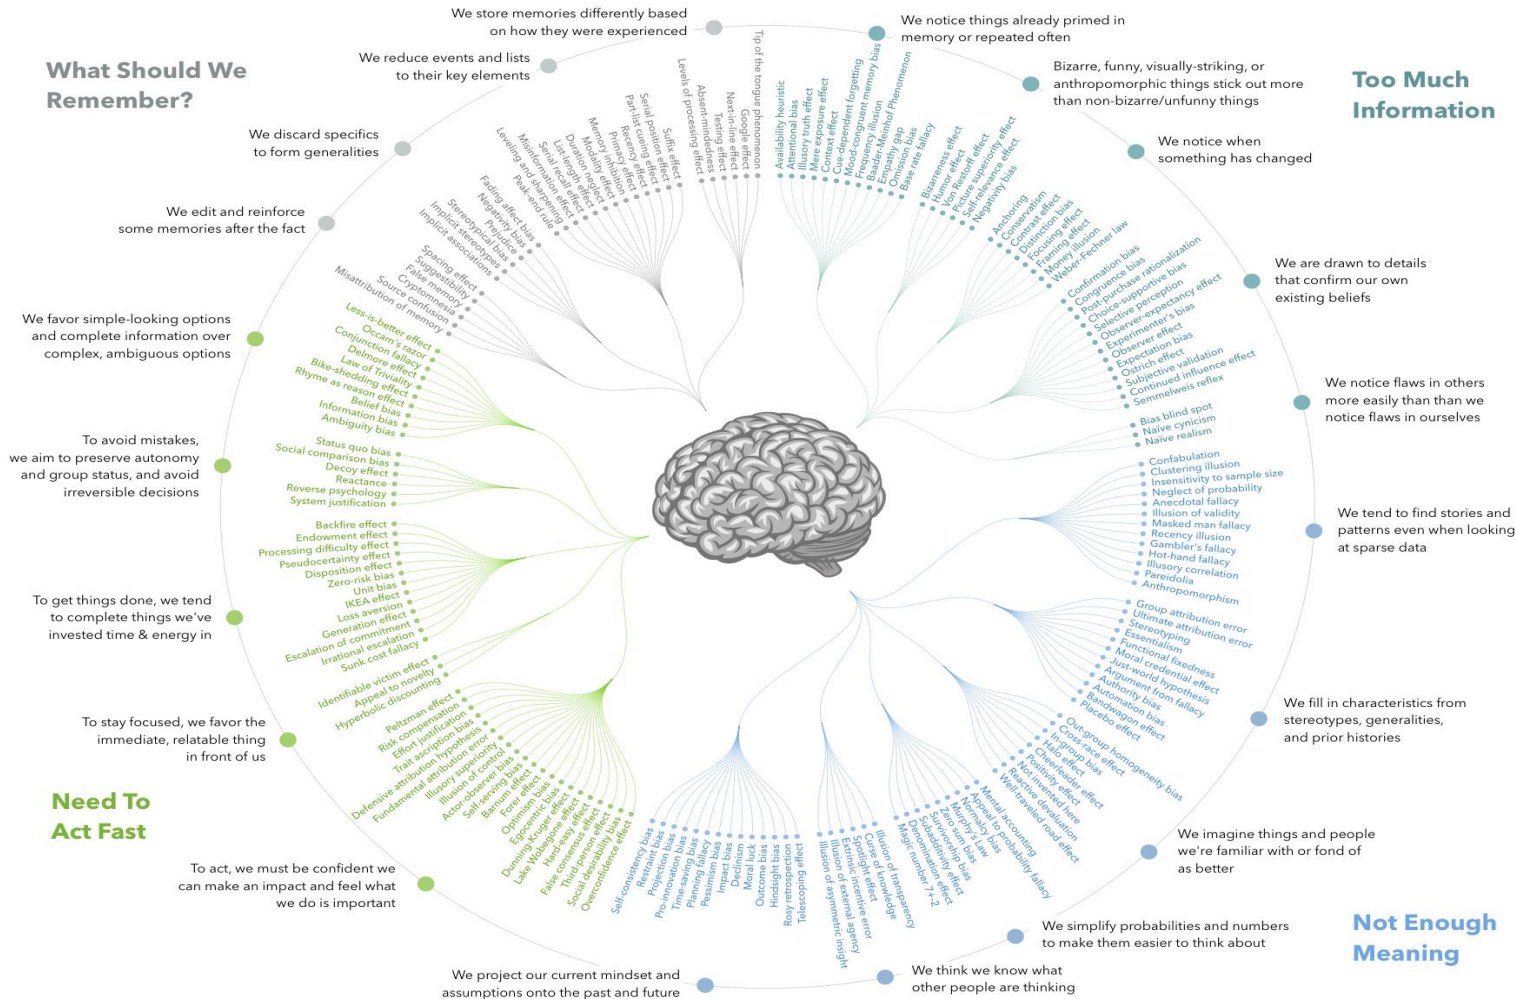 What Should We
Remember?
We store memories differently based
on how they were experienced
We reduce events and lists
to their key elements
We discard specifics
to form generalities
We edit and reinforce
some memories after the fact
Tip of the tongue phenomenon
Google effect
Next-in-line effect
Testing effect
Absent-mindedness
Levels of processing effect
Suffix effect
Serial position effect
Part-list cueing effect
Recency effect
Primacy effect
Memory inhibition
Modality effect
Duration neglect
List-length effect
Serial recall effect
Misinformation effect
Leveling and sharpening
Peak-end rule
Fading affect bias
Negativity bias
Prejudice
Stereotypical bias
Implicit stereotypes
Implicit associations
Spacing effect
Suggestibility
False memory
Cryptomnesia
Source confusion
Misattribution of memory
Too Much
Information
We notice things already primed in
memory or repeated often
Bizarre, funny, visually-striking, or
anthropomorphic things stick out more
than non-bizarre/unfunny things
We notice when
something has changed
We are drawn to details
that confirm our own
existing beliefs
We notice flaws in others
more easily than than we
notice flaws in ourselves
Availability heuristic
Attentional bias
Illusory truth effect
Mere exposure effect
Context effect
Cue-dependent forgetting
Mood-congruent memory bias
Frequency illusion
Baader-Meinhof Phenomenon
Empathy gap
Omission bias
Base rate fallacy
Bizarreness effect
Humor effect
Von Restorff effect
Picture superiority effect
Self-relevance effect
Negativity bias
Anchoring
Conservatism
Contrast effect
Distinction bias
Focusing effect
Framing effect
Money illusion
Weber–Fechner law
Confirmation bias
Congruence bias
Post-purchase rationalization
Choice-supportive bias
Selective perception
Observer-expectancy effect
Experimenter's bias
Observer effect
Expectation bias
Ostrich effect
Subjective validation
Continued influence effect
Semmelweis reflex
Bias blind spot
Naïve cynicism
Naïve realism
We tend to find stories and
patterns even when looking
at sparse data
We fill in characteristics from
stereotypes, generalities,
and prior histories
We imagine things and people
we're familiar with or fond of
as better
We simplify probabilities and numbers
to make them easier to think about
We think we know what
other people are thinking
We project our current mindset and
assumptions onto the past and future
Not Enough
Meaning
Confabulation
Clustering illusion
Insensitivity to sample size
Neglect of probability
Anecdotal fallacy
Illusion of validity
Masked man fallacy
Recency illusion
Gambler's fallacy
Hot-hand fallacy
Illusory correlation
Pareidolia
Anthropomorphism
Group attribution error
Ultimate attribution error
Stereotyping
Essentialism
Functional fixedness
Moral credential effect
Just-world hypothesis
Argument from fallacy
Authority bias
Automation bias
Bandwagon effect
Placebo effect
Out-group homogeneity bias
Cross-race effect
In-group bias
Halo effect
Cheerleader effect
Positivity effect
Not invented here
Reactive devaluation
Well-traveled road effect
Mental accounting
Appeal to probability fallacy
Normalcy bias
Murphy's Law
Zero sum bias
Survivorship bias
Subadditivity effect
Denomination effect
Magic number 7+-2
Illusion of transparency
Curse of knowledge
Spotlight effect
Extrinsic incentive error
Illusion of external agency
Illusion of asymmetric insight
Telescoping effect
Rosy retrospection
Hindsight bias
Outcome bias
Moral luck
Declinism
Impact bias
Pessimism bias
Planning fallacy
Time-saving bias
Pro-innovation bias
Projection bias
Restraint bias
Self-consistency bias
We favor simple-looking options
and complete information over
complex, ambiguous options
To avoid mistakes,
we aim to preserve autonomy
and group status, and avoid
irreversible decisions
To get things done, we tend
to complete things we've
invested time & energy in
To stay focused, we favor the
immediate, relatable thing
in front of us
To act, we must be confident we
can make an impact and feel what
we do is important
Need To
Act Fast
Less-is-better effect
Occam's razor
Conjunction fallacy
Delmore effect
Law of Triviality
Bike-shedding effect
Rhyme as reason effect
Belief bias
Information bias
Ambiguity bias
Status quo bias
Social comparison bias
Decoy effect
Reactance
Reverse psychology
System justification
Backfire effect
Endowment effect
Processing difficulty effect
Pseudocertainty effect
Disposition effect
Zero-risk bias
Unit bias
IKEA effect
Loss aversion
Generation effect
Escalation of commitment
Irrational escalation
Sunk cost fallacy
Identifiable victim effect
Appeal to novelty
Hyperbolic discounting
Peltzman effect
Risk compensation
Effort justification
Trait ascription bias
Defensive attribution hypothesis
Fundamental attribution error
Illusory superiority
Illusion of control
Actor-observer bias
Self-serving bias
Barnum effect
Forer effect
Optimism bias
Egocentric bias
Dunning Kruger effect
Lake Wobegone effect
Hard-easy effect
False consensus effect
Third person effect
Social desirability bias
Overconfidence effect